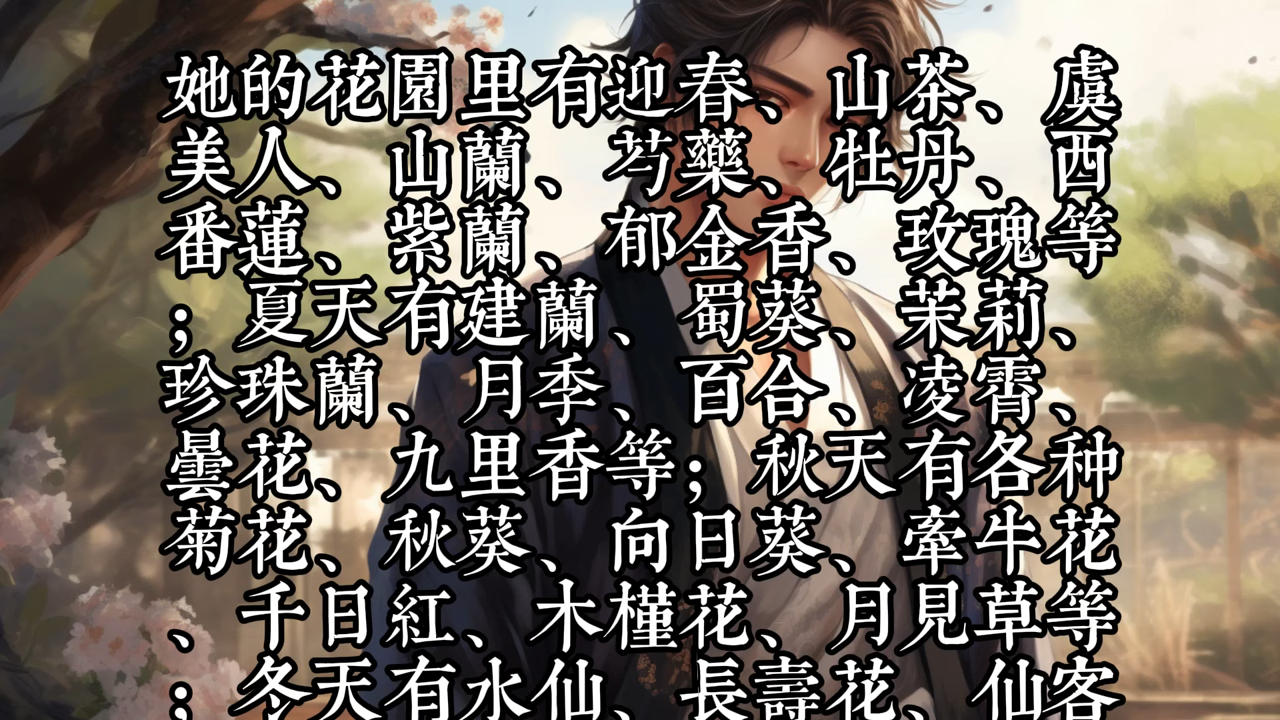 她的花園里有迎春、山茶、虞
美人、山蘭、芍藥、牡丹、西
番蓮、紫蘭、郁金香、玫瑰等
；夏天有建蘭、蜀葵、茉莉、
珍珠蘭、月季、百合、凌霄、
曇花、九里香等；秋天有各种
菊花、秋葵、向日葵、牽牛花
、千日紅、木槿花、月見草等
；冬天有水仙、長壽花、仙客